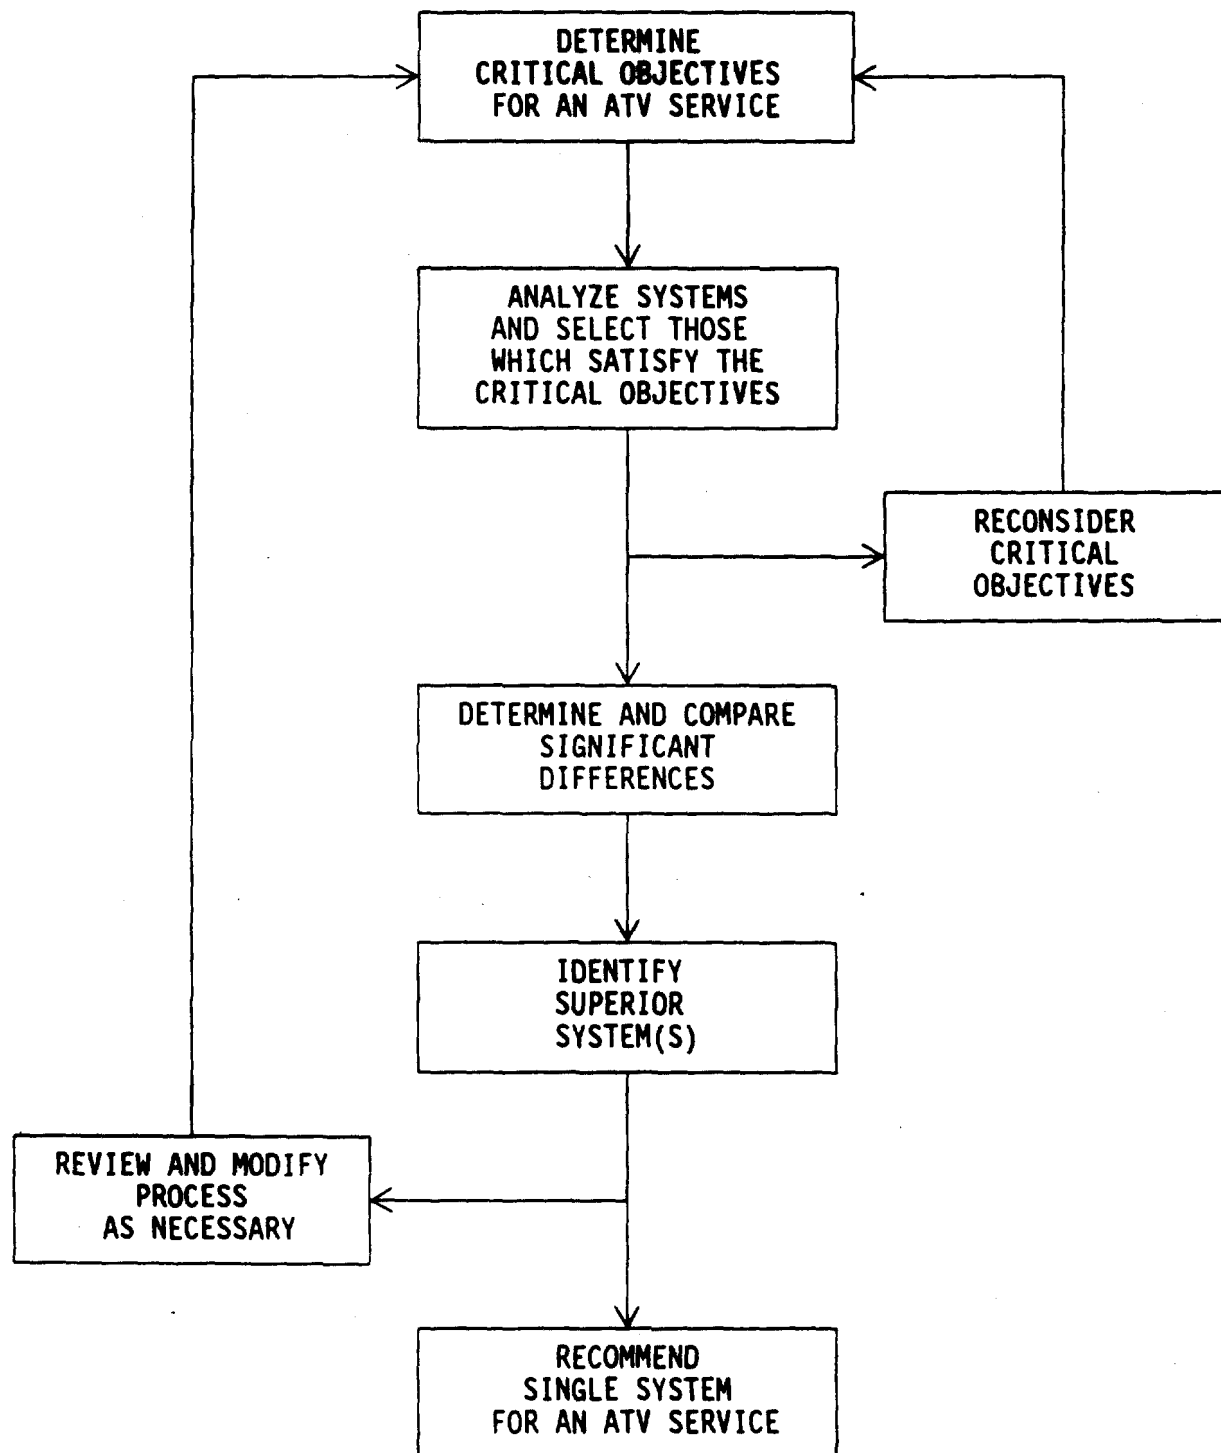 DETERMINE
CRITICAL OBJECTIVES
FOR AN ATV SERVICE
ANALYZE SYSTEMS
AND SELECT THOSE
WHICH SATISFY THE
CRITICAL OBJECTIVES
RECONSIDER
CRITICAL
OBJECTIVES
DETERMINE AND COMPARE
SIGNIFICANT
DIFFERENCES
IDENTIFY
SUPERIOR
SYSTEM(S)
REVIEW AND MODIFY
PROCESS
AS NECESSARY
RECOMMEND
SINGLE SYSTEM
FOR AN ATV SERVICE